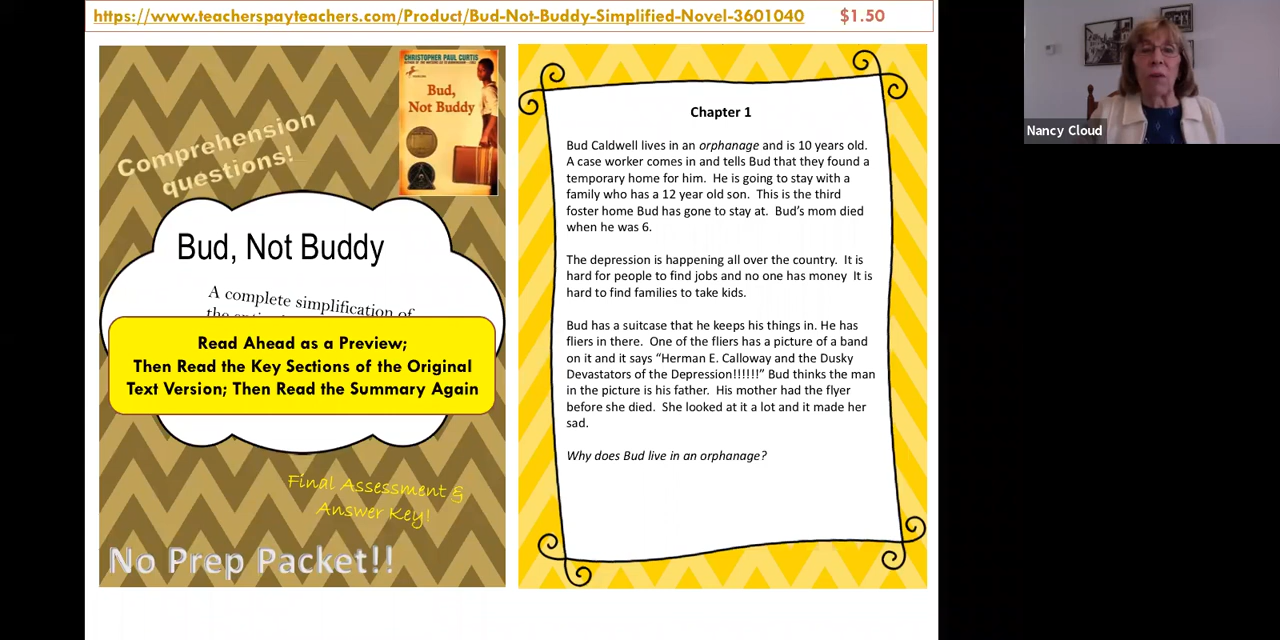 https://www.teacherspayteachers.com/Product/Bud-Not-Buddy-Simplified-Novel-3601040 $1.50
CHRISTOPHER PAUL CURTIS
Bud,
Not Buddy
Comprehension
questions!
Bud, Not Buddy
A complete simplification of
Read Ahead as a Preview;
Then Read the Key Sections of the Original
Text Version; Then Read the Summary Again
Final Assessment &
Answer Key!
No Prep Packet!!
Chapter 1
Bud Caldwell lives in an orphanage and is 10 years old.
A case worker comes in and tells Bud that they found a
temporary home for him. He is going to stay with a
family who has a 12 year old son. This is the third
foster home Bud has gone to stay at. Bud's mom died
when he was 6.
The depression is happening all over the country. It is
hard for people to find jobs and no one has money It is
hard to find families to take kids.
Bud has a suitcase that he keeps his things in. He has
fliers in there. One of the fliers has a picture of a band
on it and it says “Herman E. Calloway and the Dusky
Devastators of the Depression!!!!!!” Bud thinks the man
in the picture is his father. His mother had the flyer
before she died. She looked at it a lot and it made her
sad.
Why does Bud live in an orphanage?
Nancy Cloud